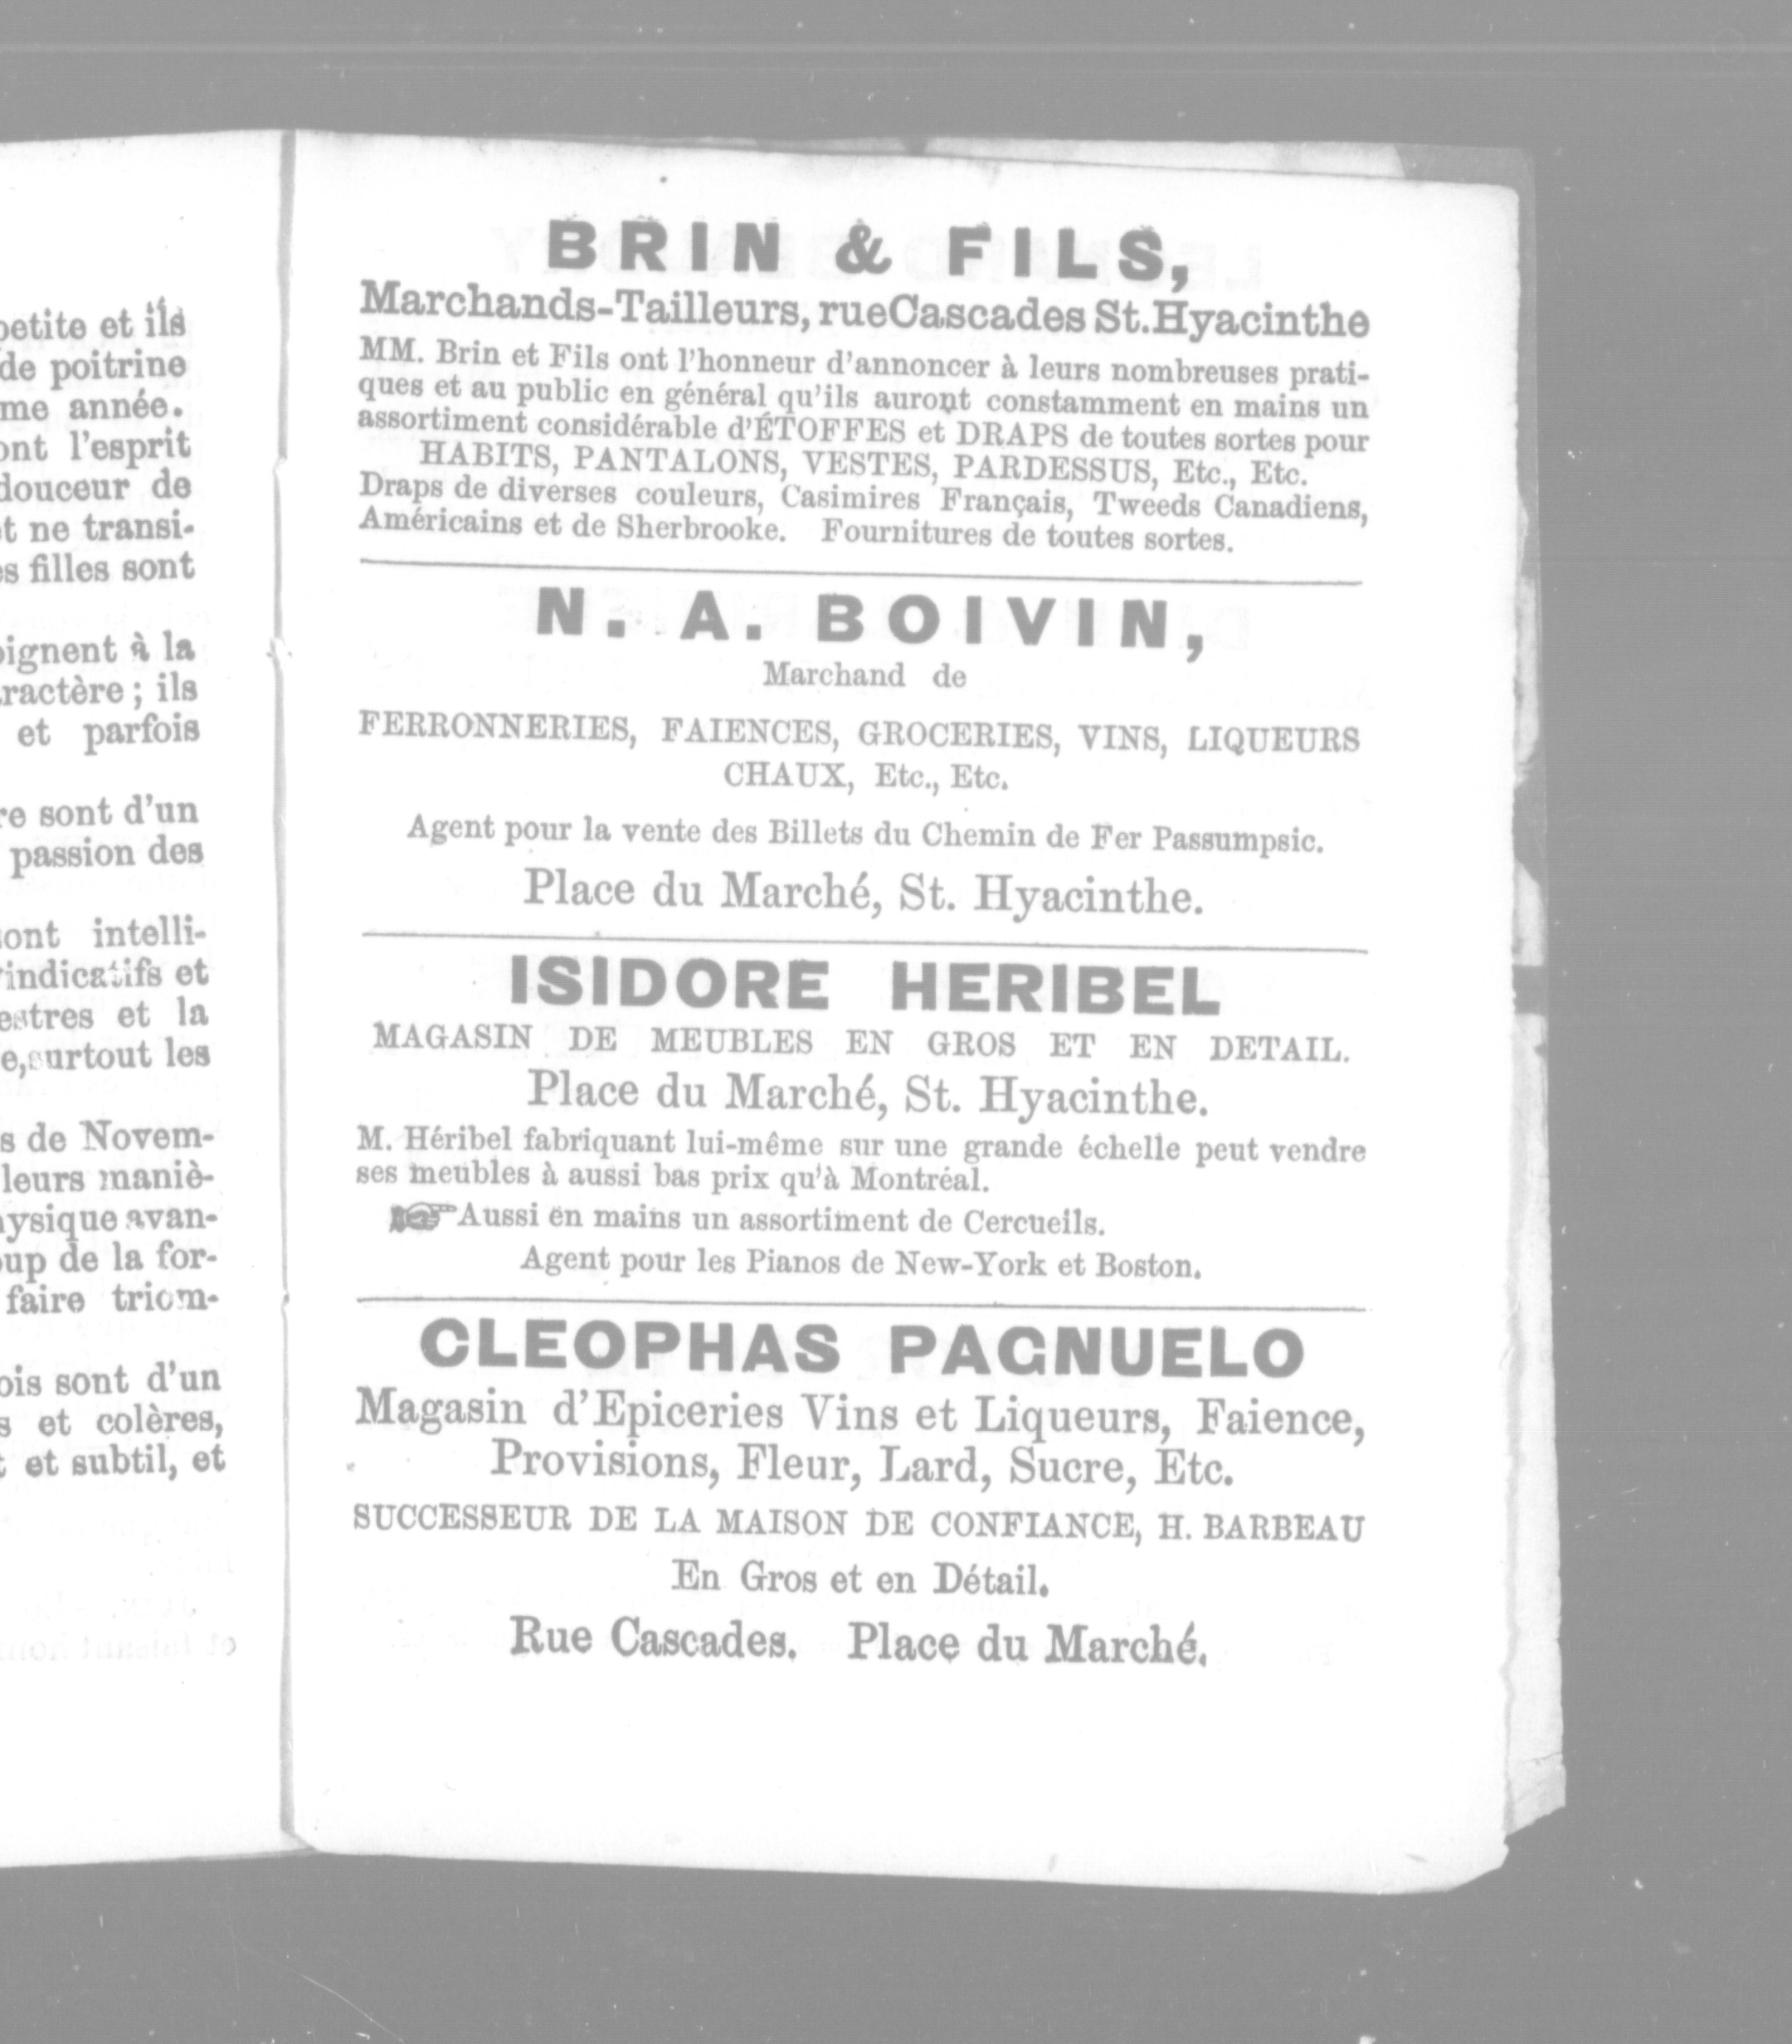 petite et ils
de poitrine
me année.
ont l'esprit
douceur de
et ne transi-
es filles sont
oignent à la
ractère ; ils
et parfois
re sont d'un
passion des
sont intelli-
vindicatifs et
estres et la
e, surtout les
s de Novem-
leurs maniè-
hysique avan-
oup de la for-
faire triom-
ois sont d'un
s et colères,
t et subtil, et
BRIN & FILS,
Marchands-Tailleurs, rue Cascades St. Hyacinthe
MM. Brin et Fils ont l'honneur d'annoncer à leurs nombreuses prati-
ques et au public en général qu'ils auront constamment en mains un
assortiment considérable d'ÉTOFFES et DRAPS de toutes sortes pour
HABITS, PANTALONS, VESTES, PARDESSUS, Etc., Etc.
Draps de diverses couleurs, Casimires Français, Tweeds Canadiens,
Américains et de Sherbrooke. Fournitures de toutes sortes.
N. A. BOIVIN,
Marchand de
FERRONNERIES, FAIENCES, GROCERIES, VINS, LIQUEURS
CHAUX, Etc., Etc.
Agent pour la vente des Billets du Chemin de Fer Passumpsic.
Place du Marché, St. Hyacinthe.
ISIDORE HERIBEL
MAGASIN DE MEUBLES EN GROS ET EN DETAIL.
Place du Marché, St. Hyacinthe.
M. Héribel fabriquant lui-même sur une grande échelle peut vendre
ses meubles à aussi bas prix qu'à Montréal.
☞ Aussi en mains un assortiment de Cercueils.
Agent pour les Pianos de New-York et Boston.
CLEOPHAS PAGNUELO
Magasin d'Epiceries Vins et Liqueurs, Faience,
Provisions, Fleur, Lard, Sucre, Etc.
SUCCESSEUR DE LA MAISON DE CONFIANCE, H. BARBEAU
En Gros et en Détail.
Rue Cascades. Place du Marché.